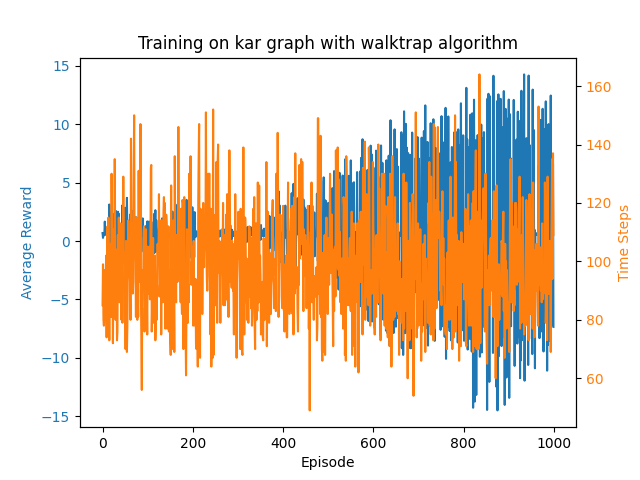 Training on kar graph with walktrap algorithm
15
10
5
0
−5
−10
−15
Average Reward
160
140
120
100
80
60
Time Steps
0 200 400 600 800 1000
Episode